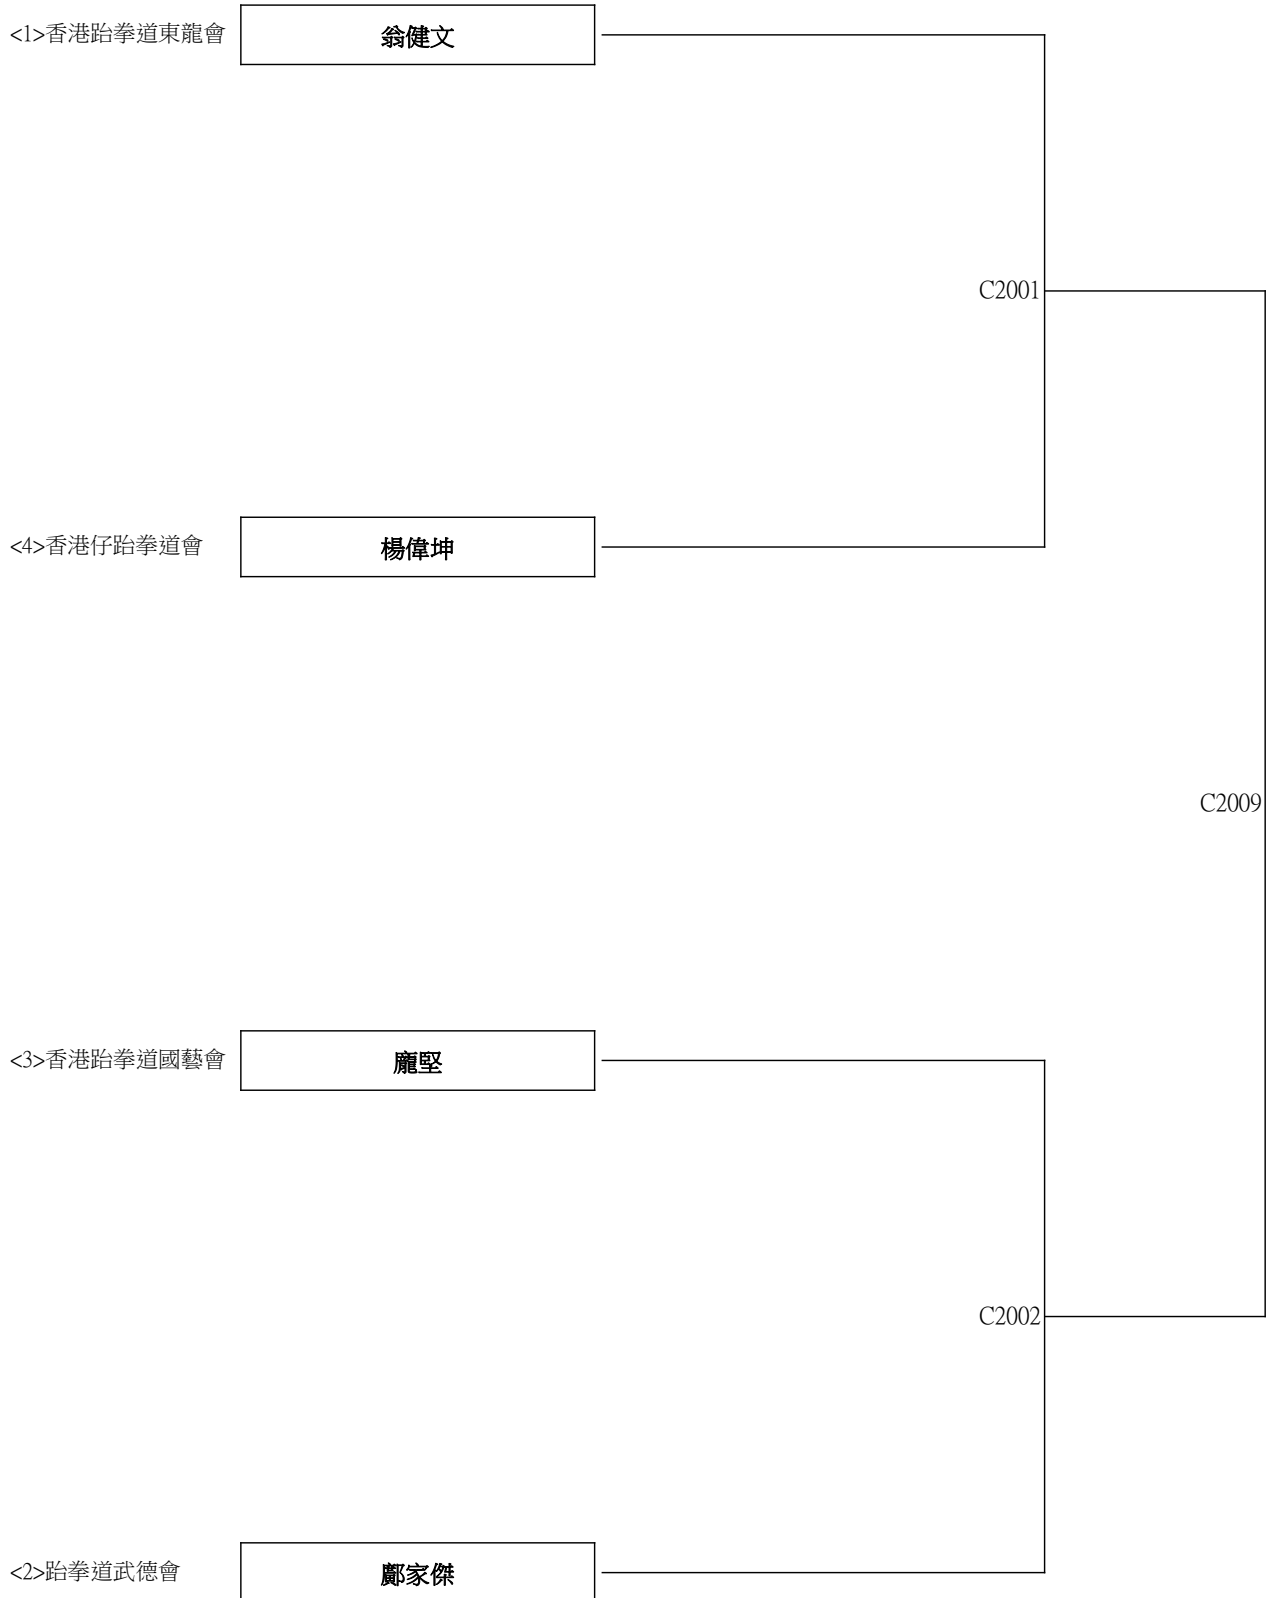 <1>香港跆拳道東龍會
翁健文
C2001
<4>香港仔跆拳道會
楊偉坤
C2009
<3>香港跆拳道國藝會
龐堅
C2002
<2>跆拳道武德會
鄺家傑